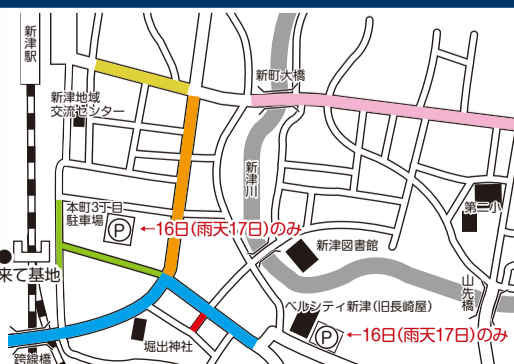 新津駅
新町大橋
新津地域
交流センター
新津川
本町3丁目
駐車場
P
←16日(雨天17日)のみ
第二小
新津図書館
山先橋
来て基地
ベルシティ新津(旧長崎屋)
P
←16日(雨天17日)のみ
堀出神社
跨線橋